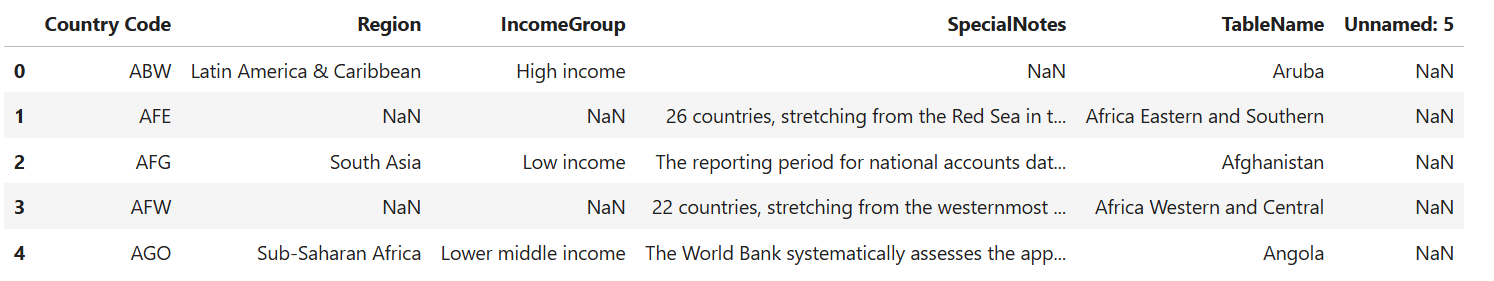 Country Code Region IncomeGroup SpecialNotes TableName Unnamed: 5
0 ABW Latin America & Caribbean High income NaN Aruba NaN
1 AFE NaN NaN 26 countries, stretching from the Red Sea in t... Africa Eastern and Southern NaN
2 AFG South Asia Low income The reporting period for national accounts dat... Afghanistan NaN
3 AFW NaN NaN 22 countries, stretching from the westernmost ... Africa Western and Central NaN
4 AGO Sub-Saharan Africa Lower middle income The World Bank systematically assesses the app... Angola NaN